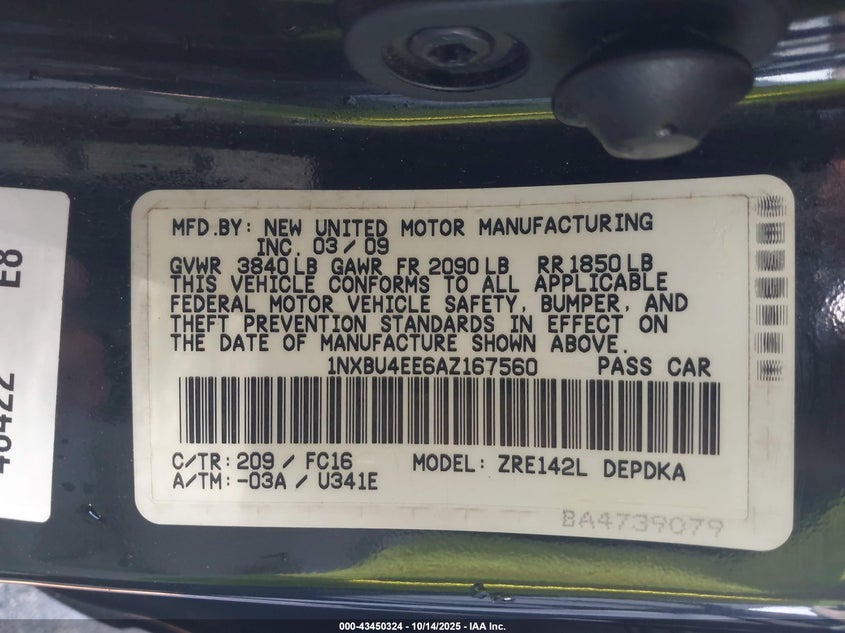 MFD.BY: NEW UNITED MOTOR MANUFACTURING
INC. 03/09
GVWR 3840 LB GAWR FR 2090 LB RR 1850 LB
THIS VEHICLE CONFORMS TO ALL APPLICABLE
FEDERAL MOTOR VEHICLE SAFETY, BUMPER, AND
THEFT PREVENTION STANDARDS IN EFFECT ON
THE DATE OF MANUFACTURE SHOWN ABOVE.
1NXBU4EE6AZ167560 PASS CAR
C/TR: 209 / FC16 MODEL: ZRE142L DEPDKA
A/TM: -03A / U341E
BA4739079
E8
000-43450324 - 10/14/2025 - IAA Inc.